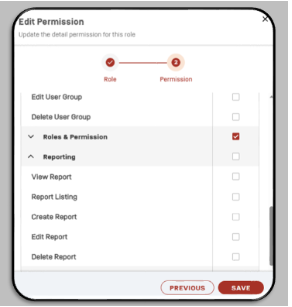 Edit Permission
×
Update the detail permission for this role
2
Role Permission
Edit User Group
Delete User Group
Roles & Permission
Reporting
View Report
Report Listing
Create Report
Edit Report
Delete Report
PREVIOUS SAVE